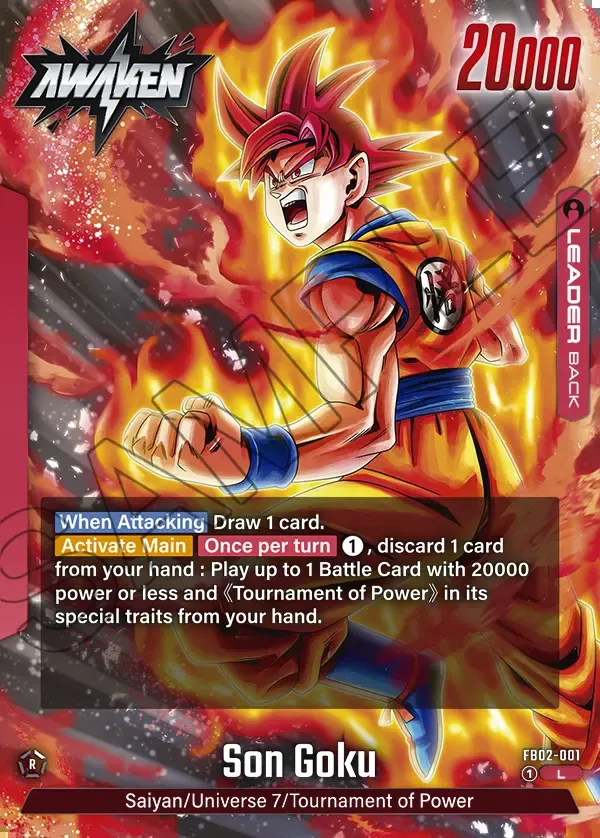 AWAKEN
20000
LEADER BACK
SAMPLE
When Attacking Draw 1 card.
Activate Main Once per turn ①, discard 1 card
from your hand : Play up to 1 Battle Card with 20000
power or less and 《Tournament of Power》 in its
special traits from your hand.
R
Son Goku
FB02-001
① L
Saiyan/Universe 7/Tournament of Power